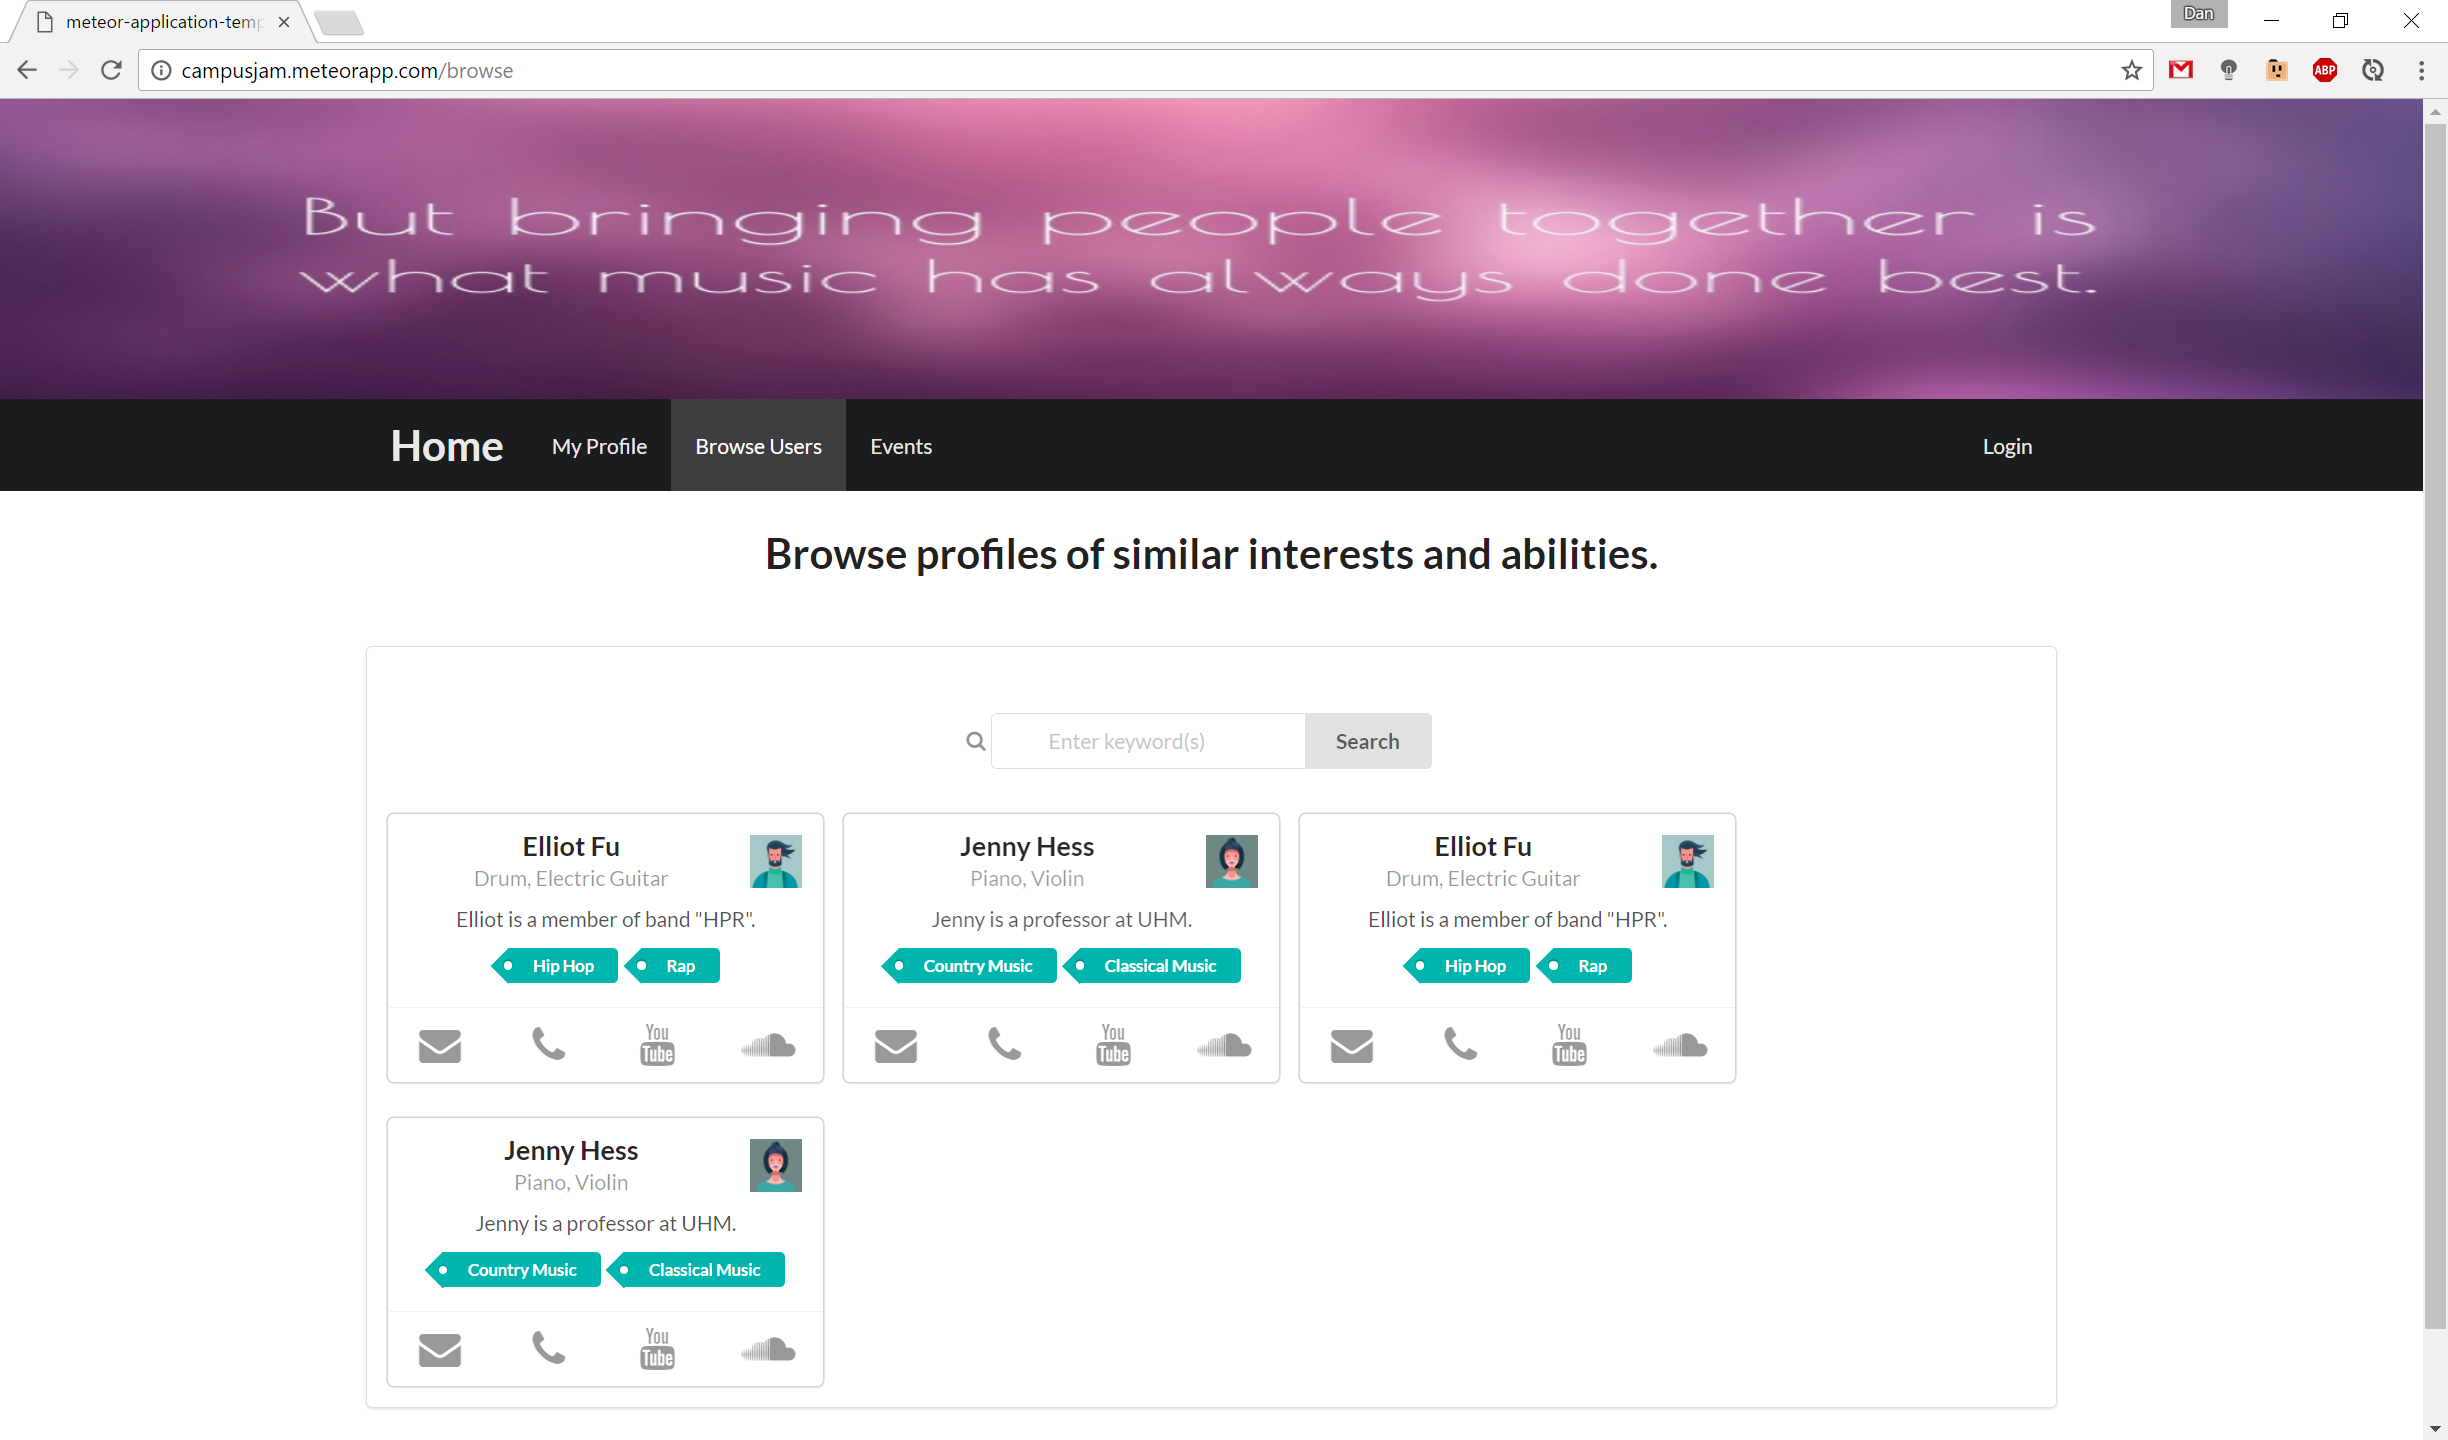 meteor-application-temp
Dan
campusjam.meteorapp.com/browse
ABP
But bringing people together is
what music has always done best.
Home My Profile Browse Users Events Login
Browse profiles of similar interests and abilities.
Enter keyword(s) Search
Elliot Fu
Drum, Electric Guitar
Elliot is a member of band "HPR".
Hip Hop Rap
You
Tube
Jenny Hess
Piano, Violin
Jenny is a professor at UHM.
Country Music Classical Music
You
Tube
Elliot Fu
Drum, Electric Guitar
Elliot is a member of band "HPR".
Hip Hop Rap
You
Tube
Jenny Hess
Piano, Violin
Jenny is a professor at UHM.
Country Music Classical Music
You
Tube